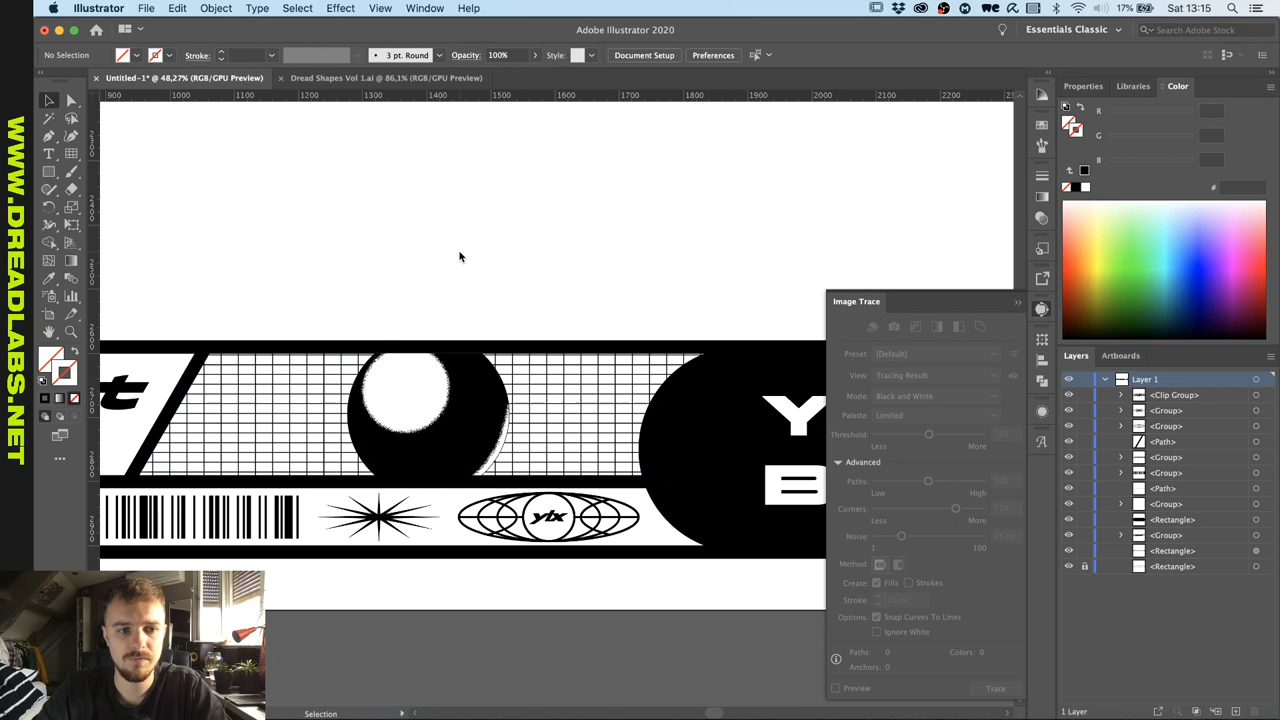 Illustrator File Edit Object Type Select Effect View Window Help 17% Sat 13:15
Adobe Illustrator 2020 Essentials Classic Search Adobe Stock
No Selection Stroke: 3 pt. Round Opacity: 100% Style: Document Setup Preferences
Untitled-1* @ 48,27% (RGB/GPU Preview) Dread Shapes Vol 1.ai @ 86,1% (RGB/GPU Preview)
900 1000 1100 1200 1300 1400 1500 1600 1700 1800 1900 2000 2100 2200
WWW.DREADLABS.NET
Properties Libraries Color
R
G
B
#
Image Trace
Preset: [Default]
View: Tracing Result
Mode: Black and White
Palette: Limited
Threshold:
Less More
Advanced
Paths:
Low High
Corners:
Less More
Noise:
1 100
Method:
Create: Fills Strokes
Stroke:
Options: Snap Curves To Lines
Ignore White
Paths: 0 Colors: 0
Anchors: 0
Preview Trace
Layers Artboards
Layer 1
<Clip Group>
<Group>
<Group>
<Path>
<Group>
<Group>
<Path>
<Group>
<Rectangle>
<Group>
<Rectangle>
<Rectangle>
1 Layer
t
Y
B
ylx
Selection